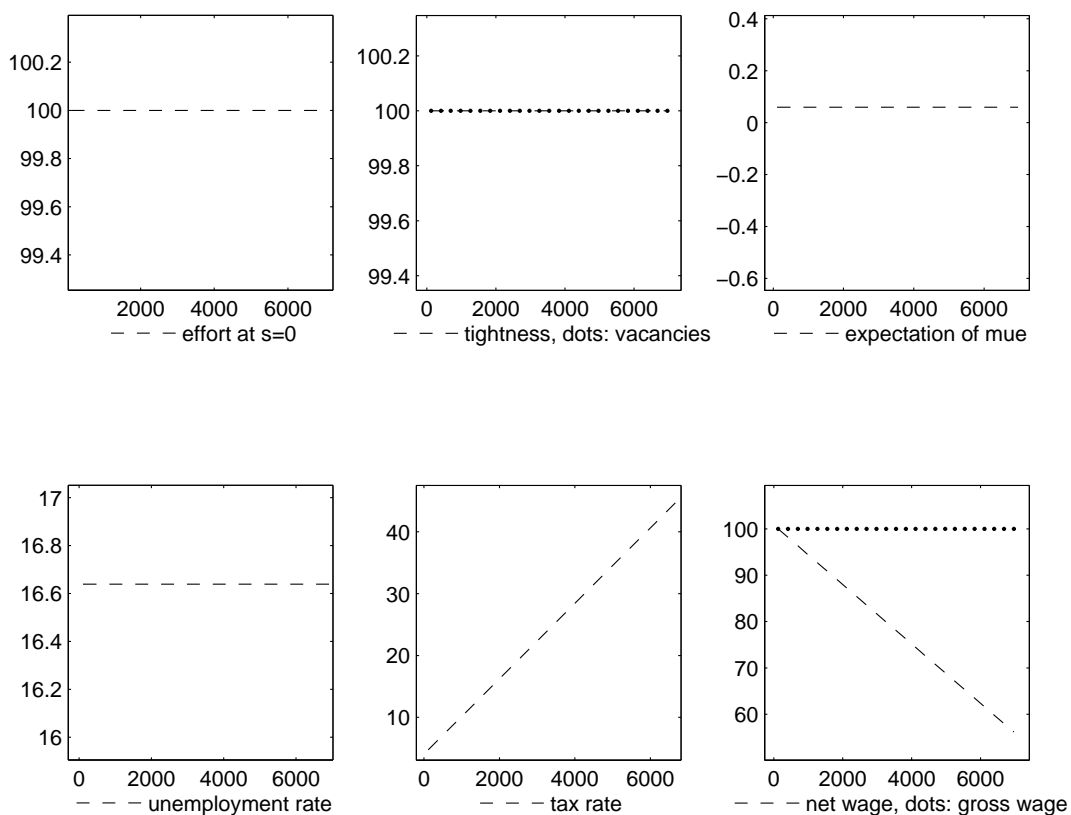 100.2
100
99.8
99.6
99.4
2000 4000 6000
effort at s=0
100.2
100
99.8
99.6
99.4
0 2000 4000 6000
tightness, dots: vacancies
0.4
0.2
0
−0.2
−0.4
−0.6
0 2000 4000 6000
expectation of mue
17
16.8
16.6
16.4
16.2
16
0 2000 4000 6000
unemployment rate
40
30
20
10
0 2000 4000 6000
tax rate
100
90
80
70
60
0 2000 4000 6000
net wage, dots: gross wage